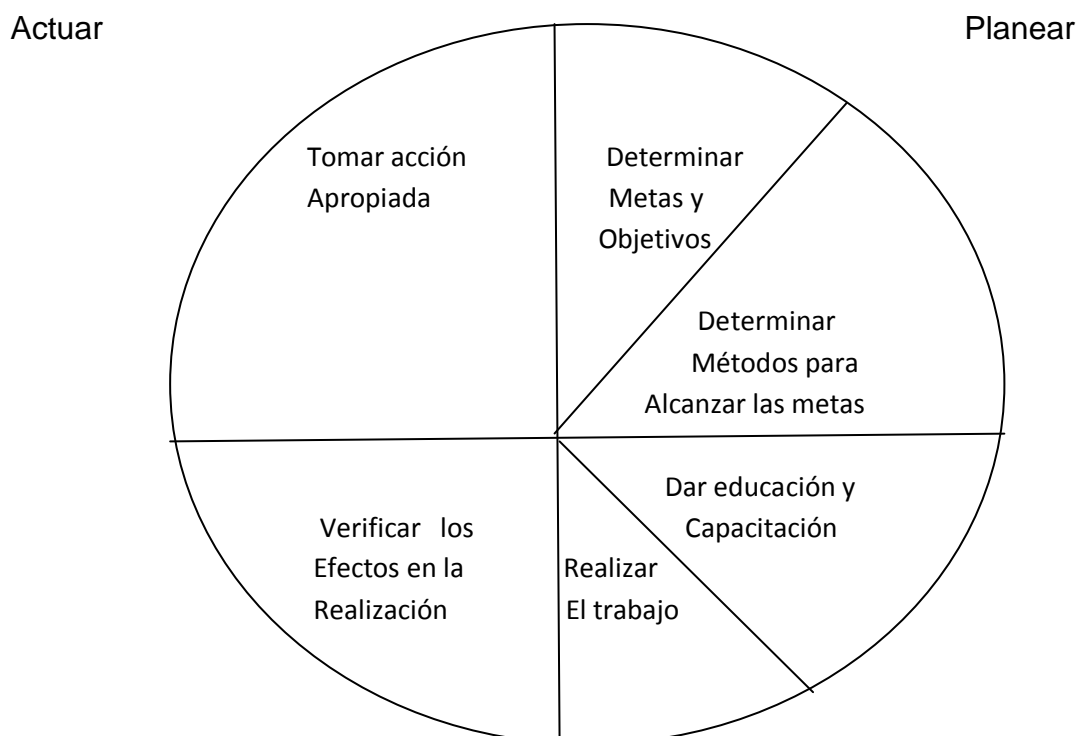 Actuar
Planear
Tomar acción
Apropiada
Determinar
Metas y
Objetivos
Determinar
Métodos para
Alcanzar las metas
Dar educación y
Capacitación
Verificar los
Efectos en la
Realización
Realizar
El trabajo